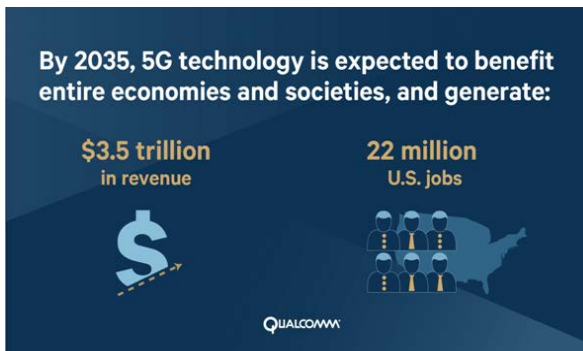 By 2035, 5G technology is expected to benefit
entire economies and societies, and generate:
$3.5 trillion
in revenue
22 million
U.S. jobs
QUALCOMM